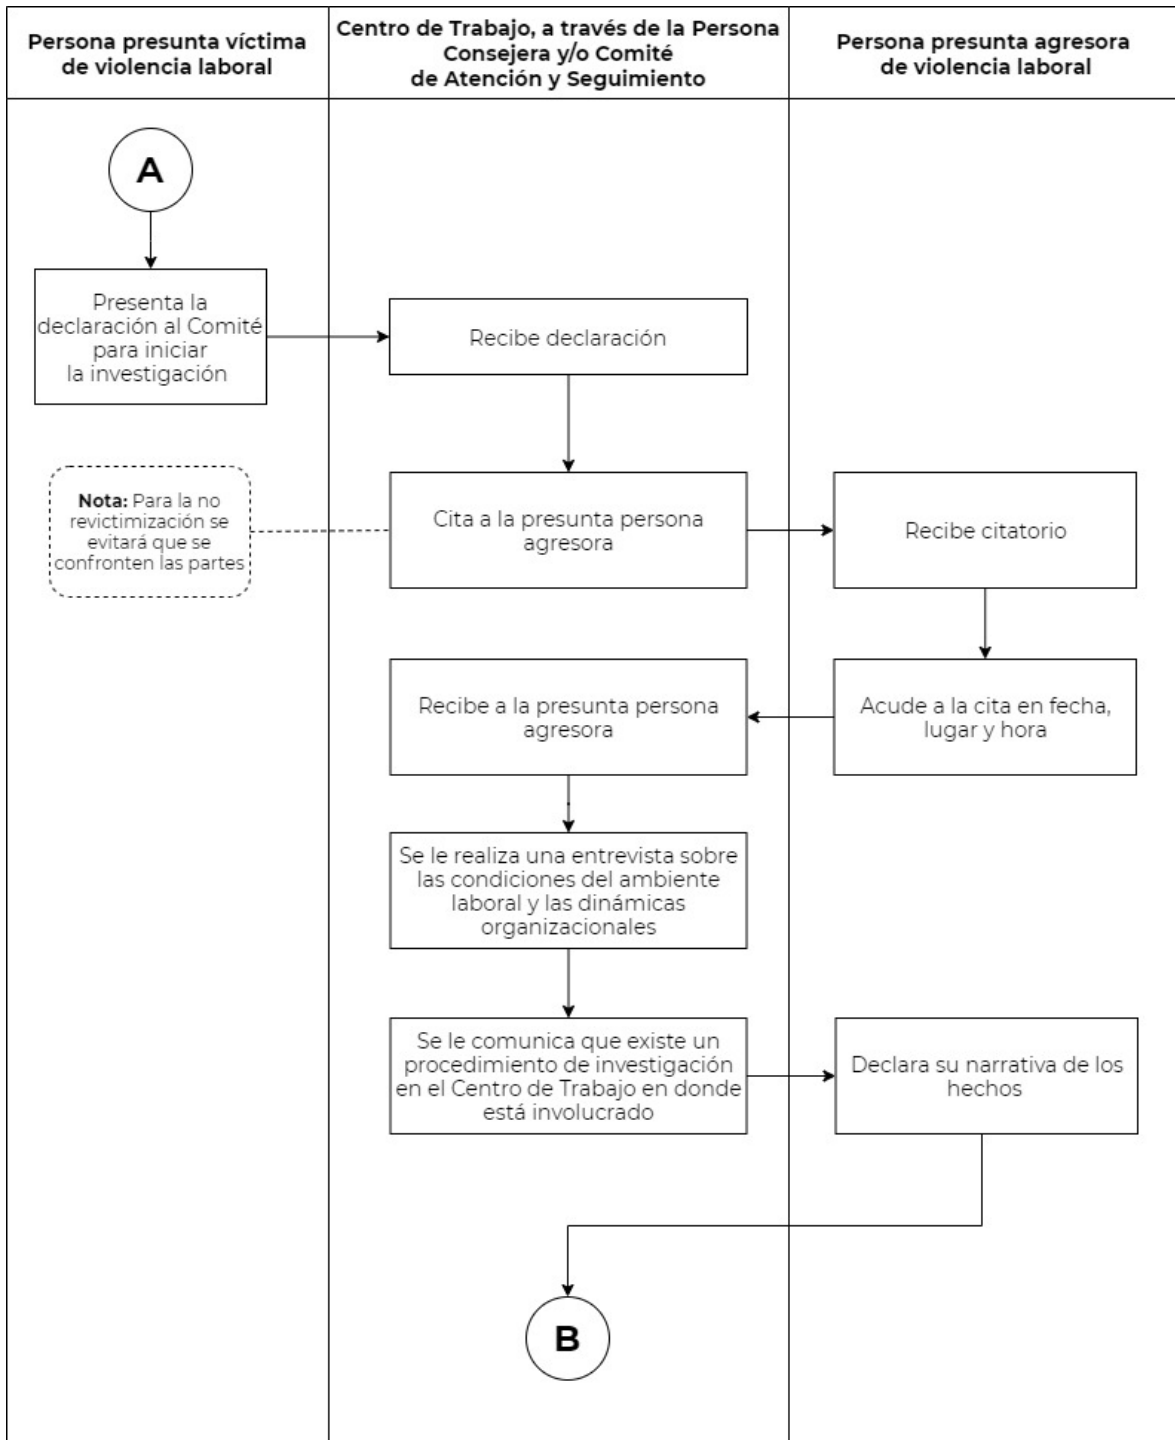 Persona presunta víctima
de violencia laboral
Centro de Trabajo, a través de la Persona
Consejera y/o Comité
de Atención y Seguimiento
Persona presunta agresora
de violencia laboral
A
Presenta la
declaración al Comité
para iniciar
la investigación
Recibe declaración
Nota: Para la no
revictimización se
evitará que se
confronten las partes
Cita a la presunta persona
agresora
Recibe citatorio
Recibe a la presunta persona
agresora
Acude a la cita en fecha,
lugar y hora
Se le realiza una entrevista sobre
las condiciones del ambiente
laboral y las dinámicas
organizacionales
Se le comunica que existe un
procedimiento de investigación
en el Centro de Trabajo en donde
está involucrado
Declara su narrativa de los
hechos
B